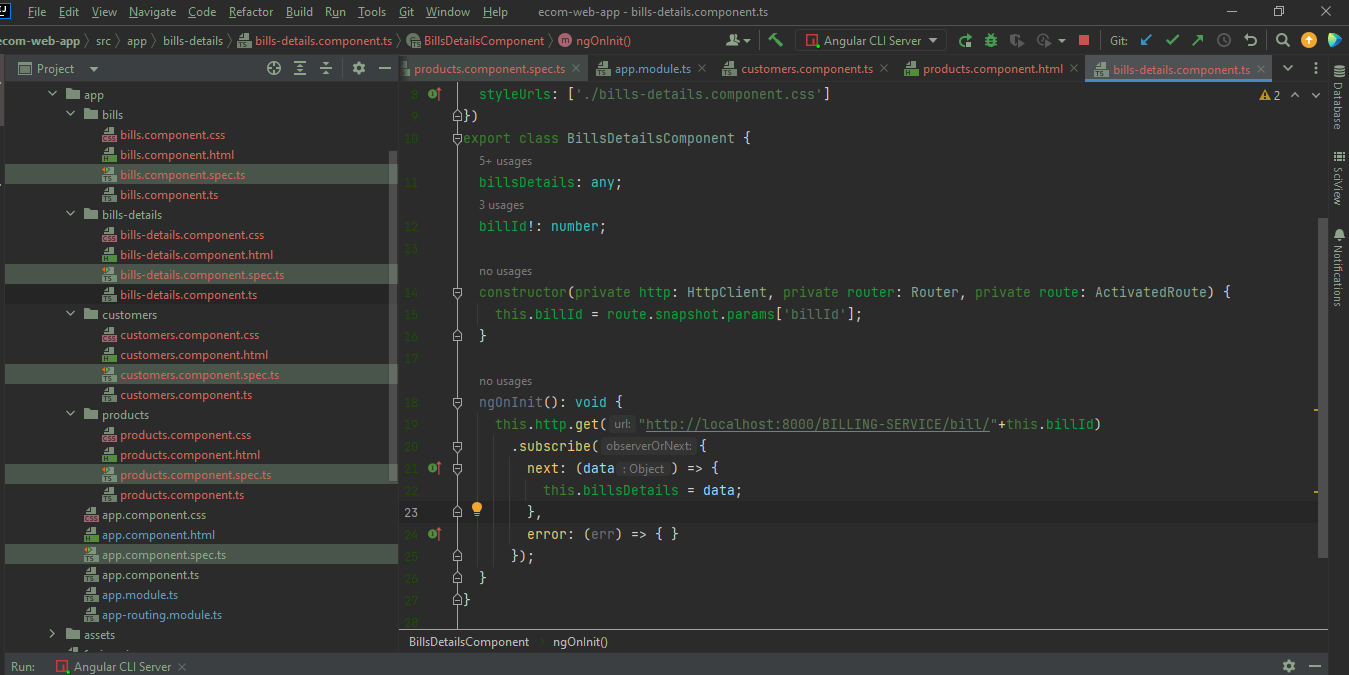 File Edit View Navigate Code Refactor Build Run Tools Git Window Help ecom-web-app - bills-details.component.ts
ecom-web-app src app bills-details bills-details.component.ts BillsDetailsComponent ngOnInit() Angular CLI Server Git:
Project
products.component.spec.ts app.module.ts customers.component.ts products.component.html bills-details.component.ts
app
bills
bills.component.css
bills.component.html
bills.component.spec.ts
bills.component.ts
bills-details
bills-details.component.css
bills-details.component.html
bills-details.component.spec.ts
bills-details.component.ts
customers
customers.component.css
customers.component.html
customers.component.spec.ts
customers.component.ts
products
products.component.css
products.component.html
products.component.spec.ts
products.component.ts
app.component.css
app.component.html
app.component.spec.ts
app.component.ts
app.module.ts
app-routing.module.ts
assets
8 styleUrls: ['./bills-details.component.css']
2
9 })
10 export class BillsDetailsComponent {
5+ usages
11 billsDetails: any;
3 usages
12 billId!: number;
13
no usages
14 constructor(private http: HttpClient, private router: Router, private route: ActivatedRoute) {
15 this.billId = route.snapshot.params['billId'];
16 }
17
no usages
18 ngOnInit(): void {
19 this.http.get( url: "http://localhost:8000/BILLING-SERVICE/bill/"+this.billId)
20 .subscribe( observerOrNext: {
21 next: (data : Object ) => {
22 this.billsDetails = data;
23 },
24 error: (err) => { }
25 });
26 }
27 }
28
BillsDetailsComponent ngOnInit()
Database
SciView
Notifications
Run: Angular CLI Server